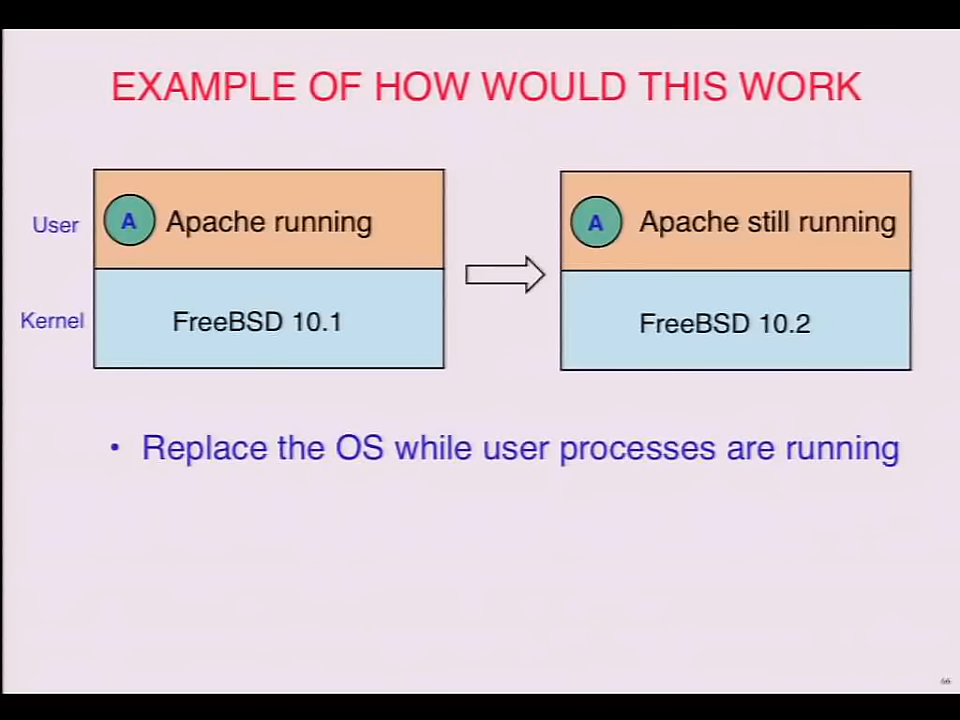 EXAMPLE OF HOW WOULD THIS WORK
User
A Apache running
A Apache still running
Kernel
FreeBSD 10.1
FreeBSD 10.2
• Replace the OS while user processes are running
66